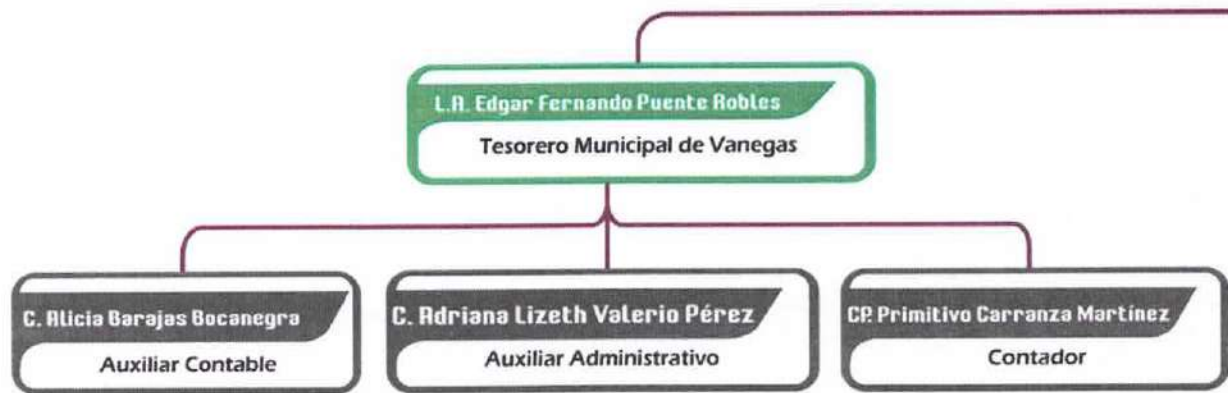 L.A. Edgar Fernando Puente Robles
Tesorero Municipal de Vanegas
C. Alicia Barajas Bocanegra
Auxiliar Contable
C. Adriana Lizeth Valerio Pérez
Auxiliar Administrativo
CP. Primitivo Carranza Martínez
Contador